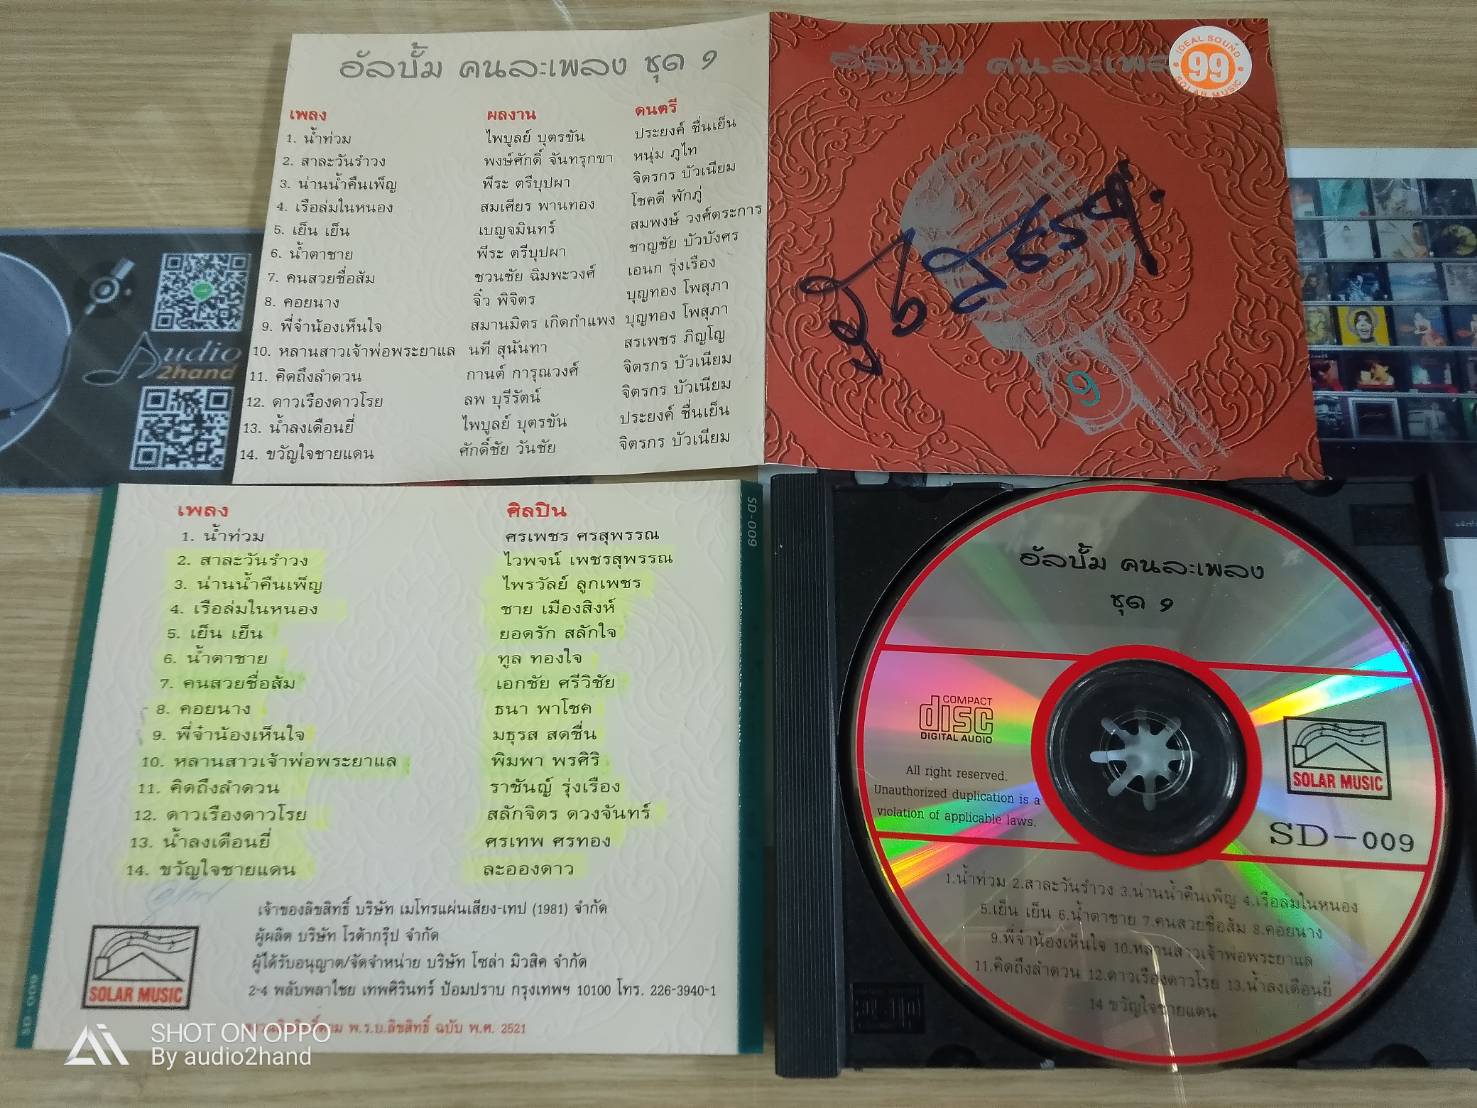 อัลบั้ม คนละเพลง ชุด ๑
เพลง ผลงาน ดนตรี
1. น้ำท่วม ไพบูลย์ บุตรขัน ประยงค์ ชื่นเย็น
2. สาละวันรำวง พงษ์ศักดิ์ จันทรุกขา หนุ่ม ภูไท
3. น่านน้ำคืนเพ็ญ พีระ ตรีบุปผา จิตรกร บัวเนียม
4. เรือล่มในหนอง สมเศียร พานทอง โชคดี พักภู่
5. เย็น เย็น เบญจมินทร์ สมพงษ์ วงศ์ตระการ
6. น้ำตาชาย พีระ ตรีบุปผา ชาญชัย บัวบังศร
7. คนสวยชื่อส้ม ชวนชัย ฉิมพะวงศ์ เอนก รุ่งเรือง
8. คอยนาง จิ๋ว พิจิตร บุญทอง โพสุภา
9. พี่จ๋าน้องเห็นใจ สมานมิตร เกิดกำแพง บุญทอง โพสุภา
10. หลานสาวเจ้าพ่อพระยาแล นที สุนันทา สรเพชร ภิญโญ
11. คิดถึงลำดวน กานต์ การุณวงศ์ จิตรกร บัวเนียม
12. ดาวเรืองดาวโรย ลพ บุรีรัตน์ จิตรกร บัวเนียม
13. น้ำลงเดือนยี่ ไพบูลย์ บุตรขัน ประยงค์ ชื่นเย็น
14. ขวัญใจชายแดน ศักดิ์ชัย วันชัย จิตรกร บัวเนียม
อัลบั้ม คนละเพลง
IDEAL SOUND
99
SOLAR MUSIC
9
Audio
2hand
เพลง ศิลปิน
1. น้ำท่วม ศรเพชร ศรสุพรรณ
2. สาละวันรำวง ไวพจน์ เพชรสุพรรณ
3. น่านน้ำคืนเพ็ญ ไพรวัลย์ ลูกเพชร
4. เรือล่มในหนอง ชาย เมืองสิงห์
5. เย็น เย็น ยอดรัก สลักใจ
6. น้ำตาชาย ทูล ทองใจ
7. คนสวยชื่อส้ม เอกชัย ศรีวิชัย
8. คอยนาง ธนา พาโชค
9. พี่จ๋าน้องเห็นใจ มธุรส สดชื่น
10. หลานสาวเจ้าพ่อพระยาแล พิมพา พรศิริ
11. คิดถึงลำดวน ราชันญ์ รุ่งเรือง
12. ดาวเรืองดาวโรย สลักจิตร ดวงจันทร์
13. น้ำลงเดือนยี่ ศรเทพ ศรทอง
14. ขวัญใจชายแดน ละอองดาว
เจ้าของลิขสิทธิ์ บริษัท เมโทรแผ่นเสียง-เทป (1981) จำกัด
ผู้ผลิต บริษัท โรต้ากรุ๊ป จำกัด
ผู้ได้รับอนุญาต/จัดจำหน่าย บริษัท โซล่า มิวสิค จำกัด
2-4 พลับพลาไชย เทพศิรินทร์ ป้อมปราบ กรุงเทพฯ 10100 โทร. 226-3940-1
พ.ร.บ.ลิขสิทธิ์ ฉบับ พ.ศ. 2521
SOLAR MUSIC
SD-009
SD-009
SHOT ON OPPO
By audio2hand
อัลบั้ม คนละเพลง
ชุด ๑
COMPACT
disc
DIGITAL AUDIO
All right reserved.
Unauthorized duplication is a
violation of applicable laws.
SOLAR MUSIC
SD-009
1.น้ำท่วม 2.สาละวันรำวง 3.น่านน้ำคืนเพ็ญ 4.เรือล่มในหนอง
5.เย็น เย็น 6.น้ำตาชาย 7.คนสวยชื่อส้ม 8.คอยนาง
9.พี่จ๋าน้องเห็นใจ 10.หลานสาวเจ้าพ่อพระยาแล
11.คิดถึงลำดวน 12.ดาวเรืองดาวโรย 13.น้ำลงเดือนยี่
14 ขวัญใจชายแดน